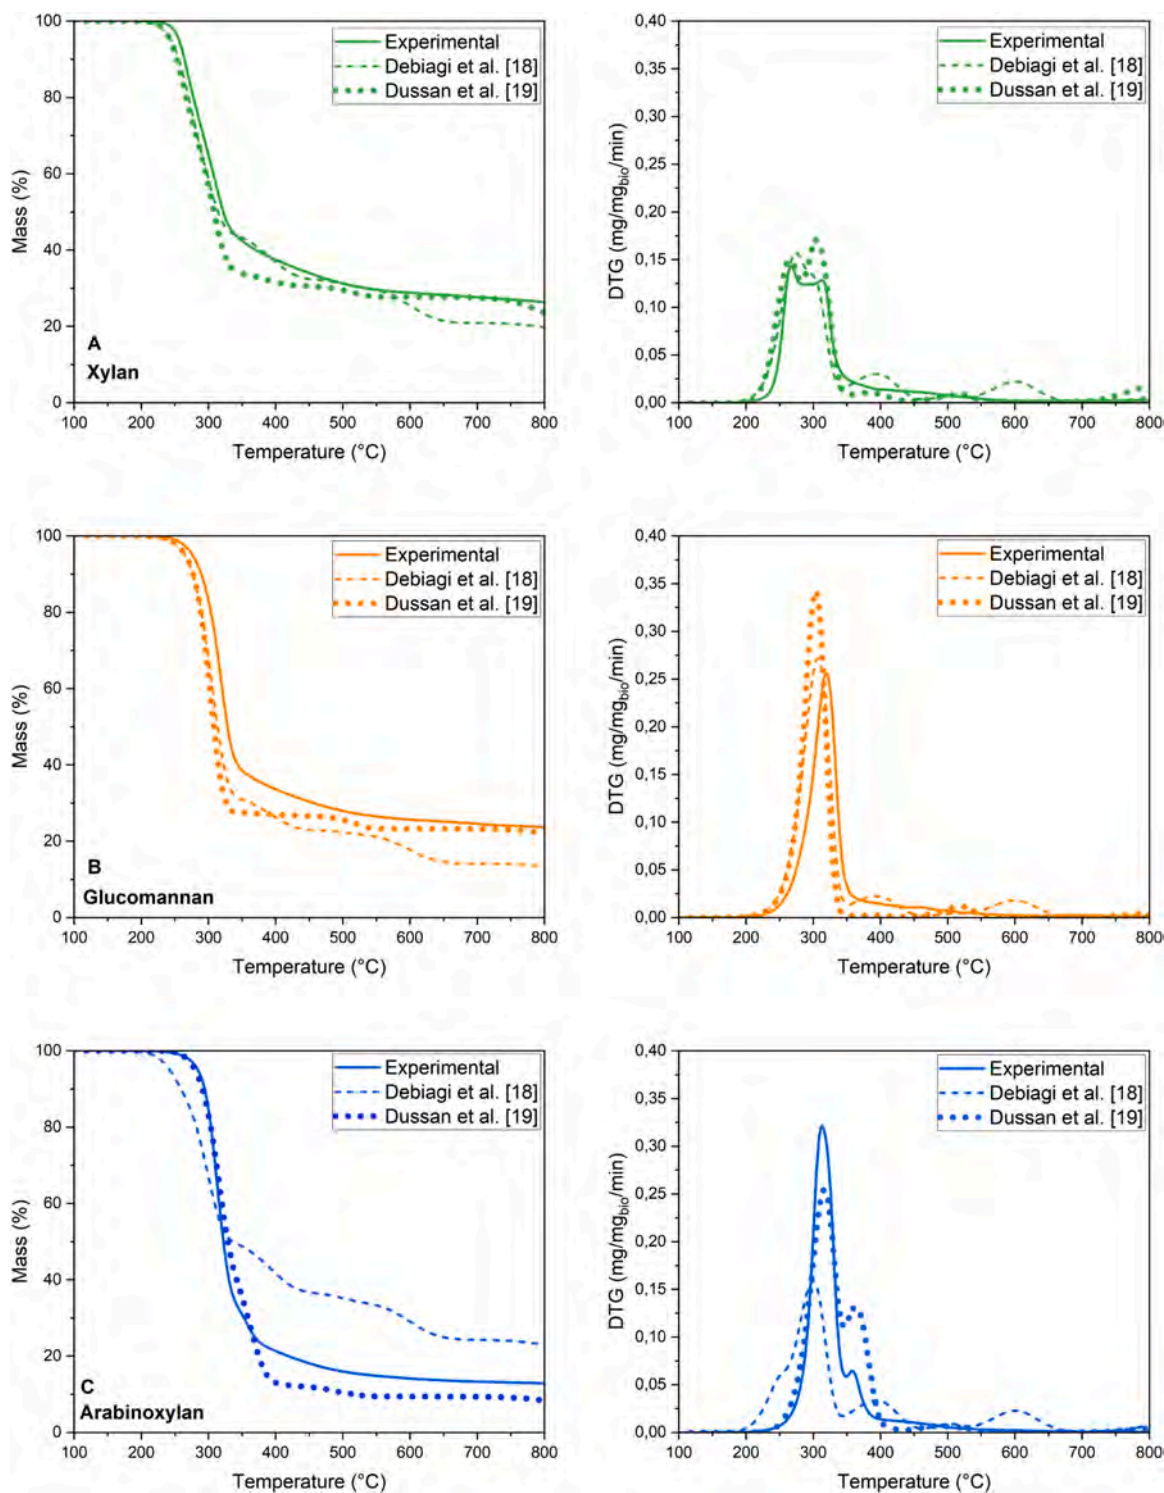 100
80
60
40
20
0
Mass (%)
Experimental
Debiagi et al. [18]
Dussan et al. [19]
A
Xylan
100 200 300 400 500 600 700 800
Temperature (°C)
0,40
0,35
0,30
0,25
0,20
0,15
0,10
0,05
0,00
DTG (mg/mg_bio/min)
Experimental
Debiagi et al. [18]
Dussan et al. [19]
100 200 300 400 500 600 700 800
Temperature (°C)
100
80
60
40
20
0
Mass (%)
Experimental
Debiagi et al. [18]
Dussan et al. [19]
B
Glucomannan
100 200 300 400 500 600 700 800
Temperature (°C)
0,40
0,35
0,30
0,25
0,20
0,15
0,10
0,05
0,00
DTG (mg/mg_bio/min)
Experimental
Debiagi et al. [18]
Dussan et al. [19]
100 200 300 400 500 600 700 800
Temperature (°C)
100
80
60
40
20
0
Mass (%)
Experimental
Debiagi et al. [18]
Dussan et al. [19]
C
Arabinoxylan
100 200 300 400 500 600 700 800
Temperature (°C)
0,40
0,35
0,30
0,25
0,20
0,15
0,10
0,05
0,00
DTG (mg/mg_bio/min)
Experimental
Debiagi et al. [18]
Dussan et al. [19]
100 200 300 400 500 600 700 800
Temperature (°C)